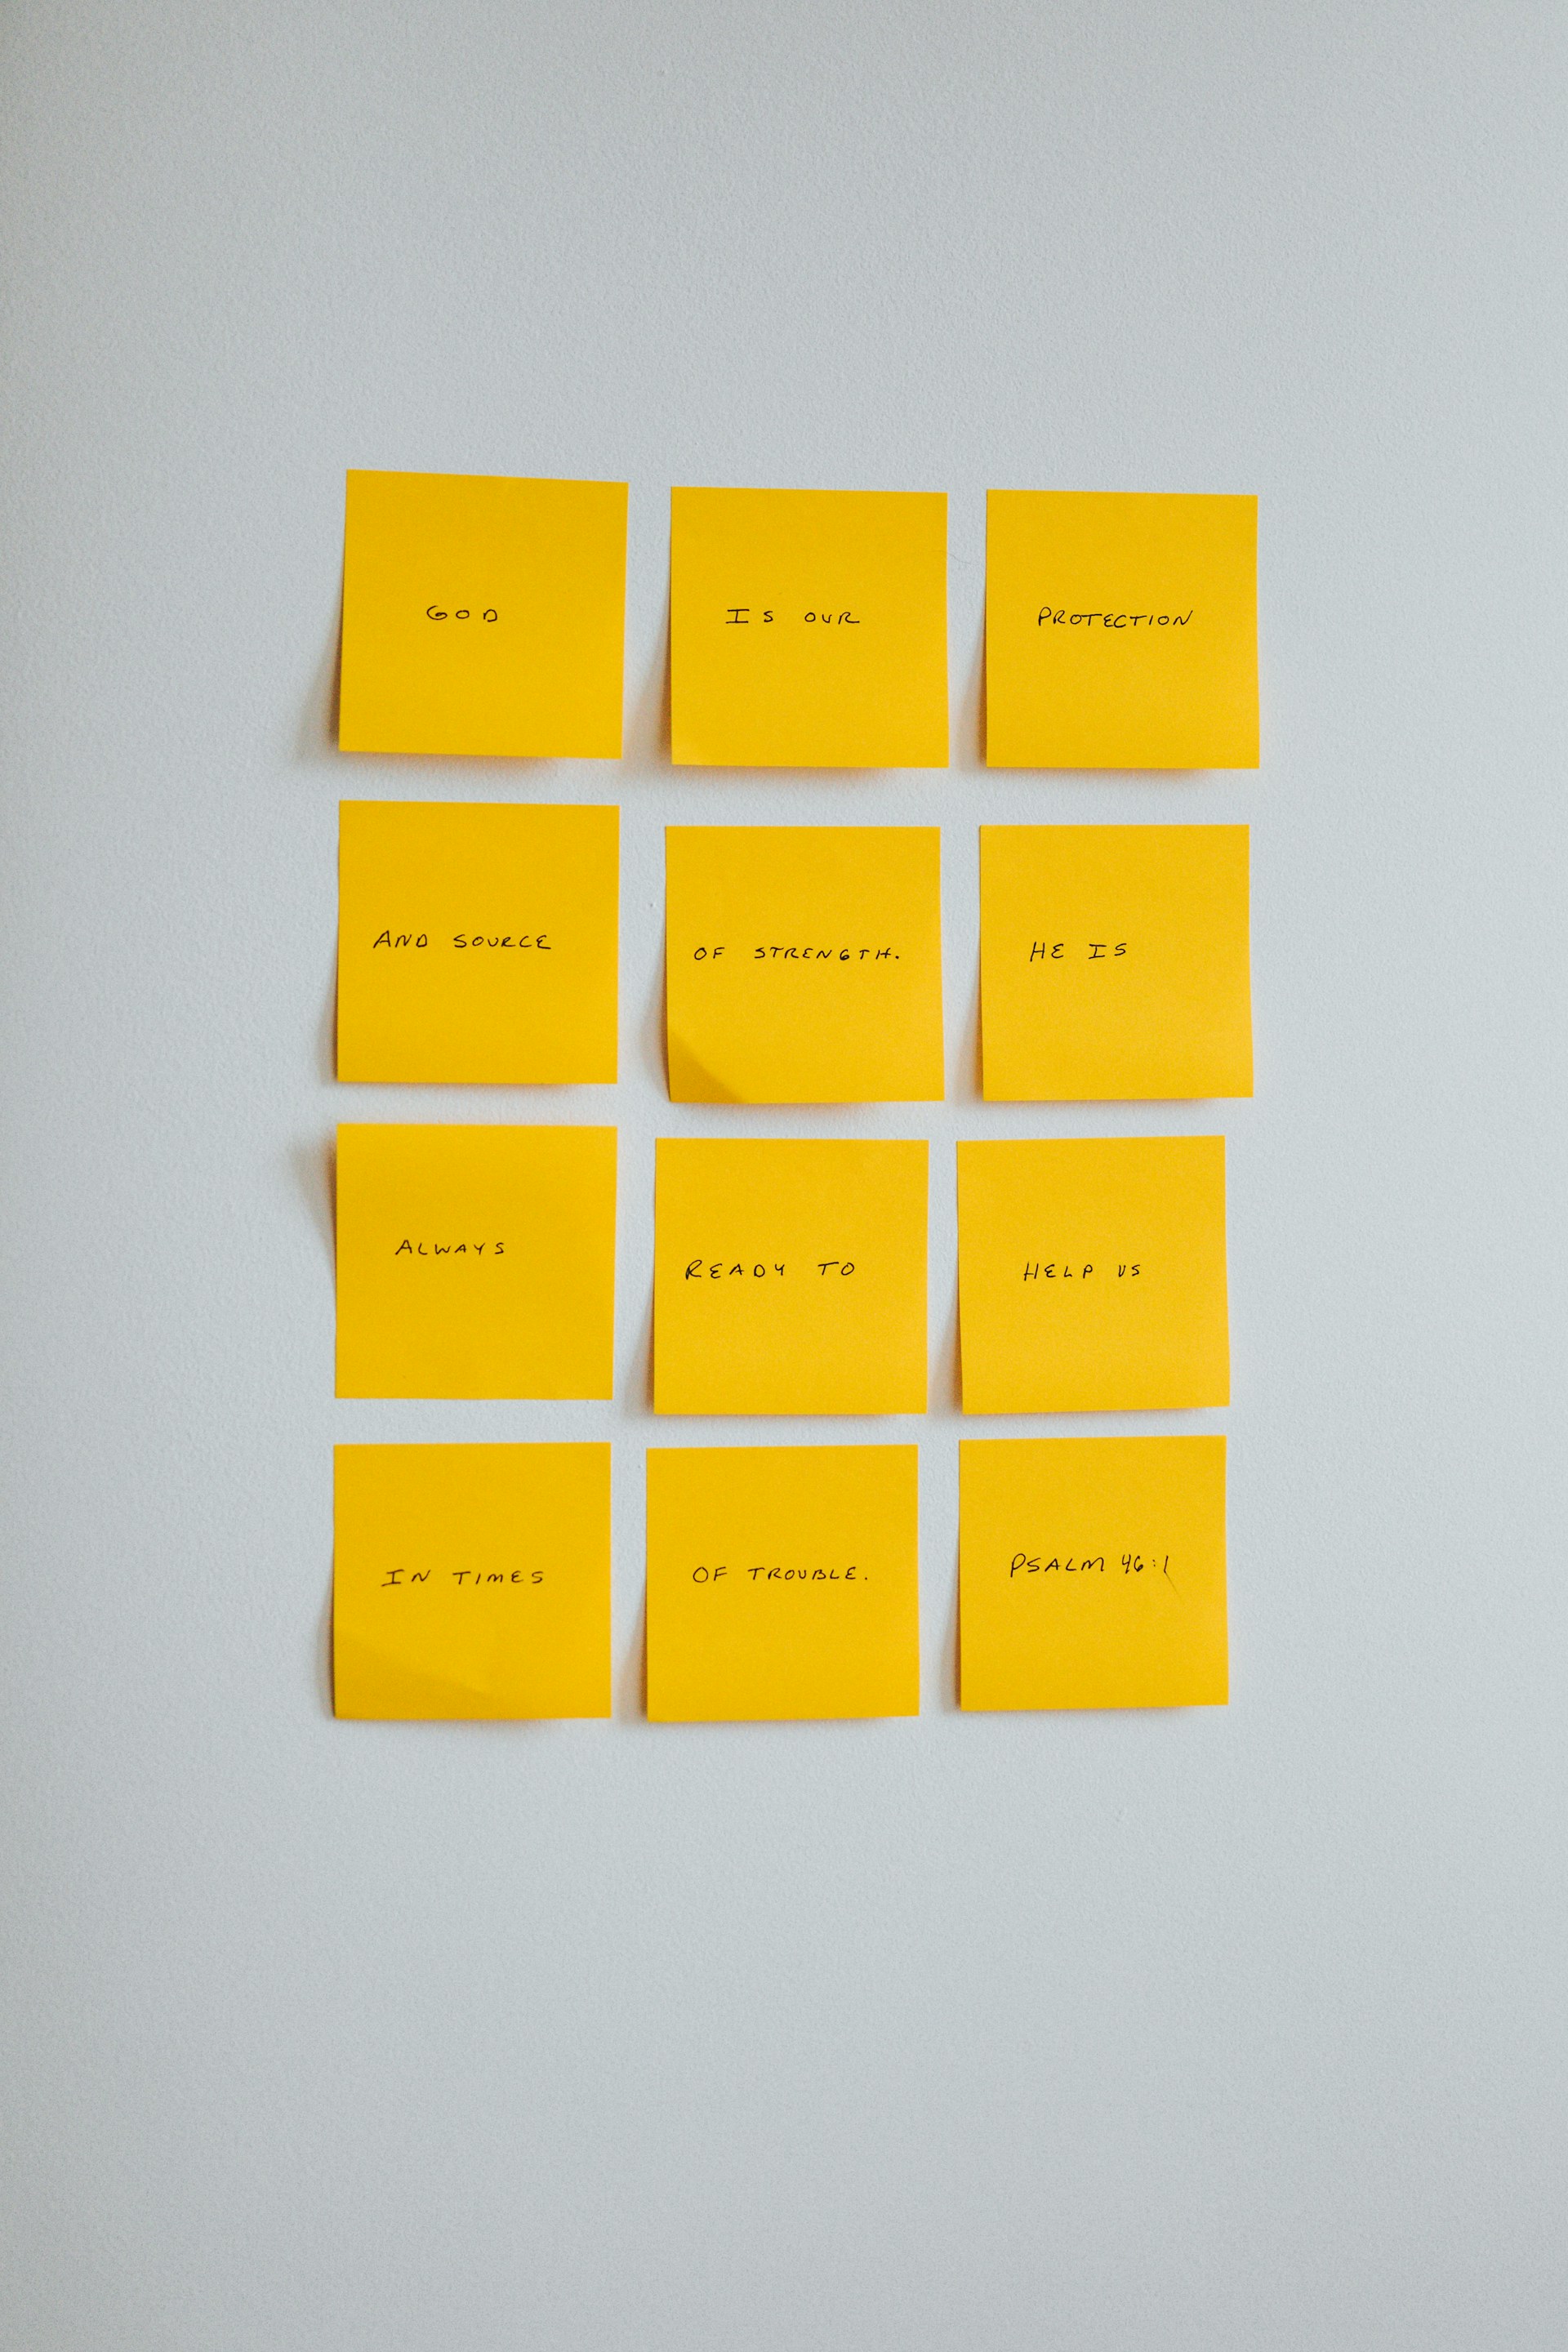 GOD
IS OUR
PROTECTION
AND SOURCE
OF STRENGTH.
HE IS
ALWAYS
READY TO
HELP US
IN TIMES
OF TROUBLE.
PSALM 46:1